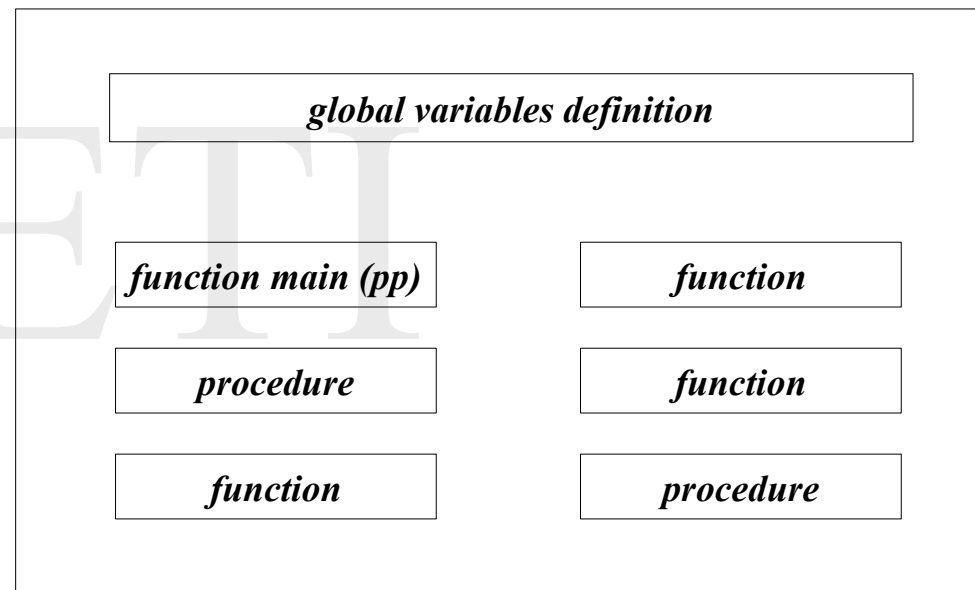 global variables definition
function main (pp)
function
procedure
function
function
procedure
ETI